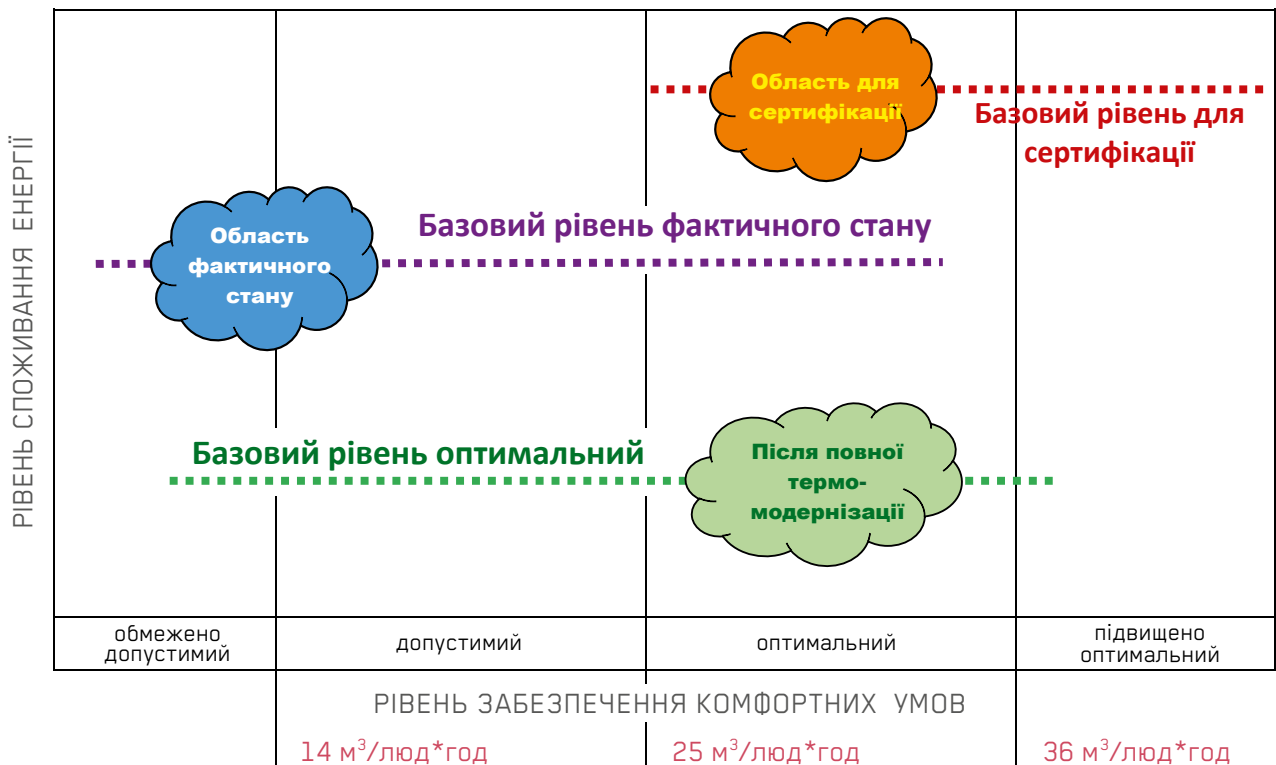 РІВЕНЬ СПОЖИВАННЯ ЕНЕРГІЇ
Область для
сертифікації
Базовий рівень для
сертифікації
Область
фактичного
стану
Базовий рівень фактичного стану
Базовий рівень оптимальний
Після повної
термо-
модернізації
обмежено
допустимий
допустимий
оптимальний
підвищено
оптимальний
РІВЕНЬ ЗАБЕЗПЕЧЕННЯ КОМФОРТНИХ УМОВ
14 м³/люд*год
25 м³/люд*год
36 м³/люд*год